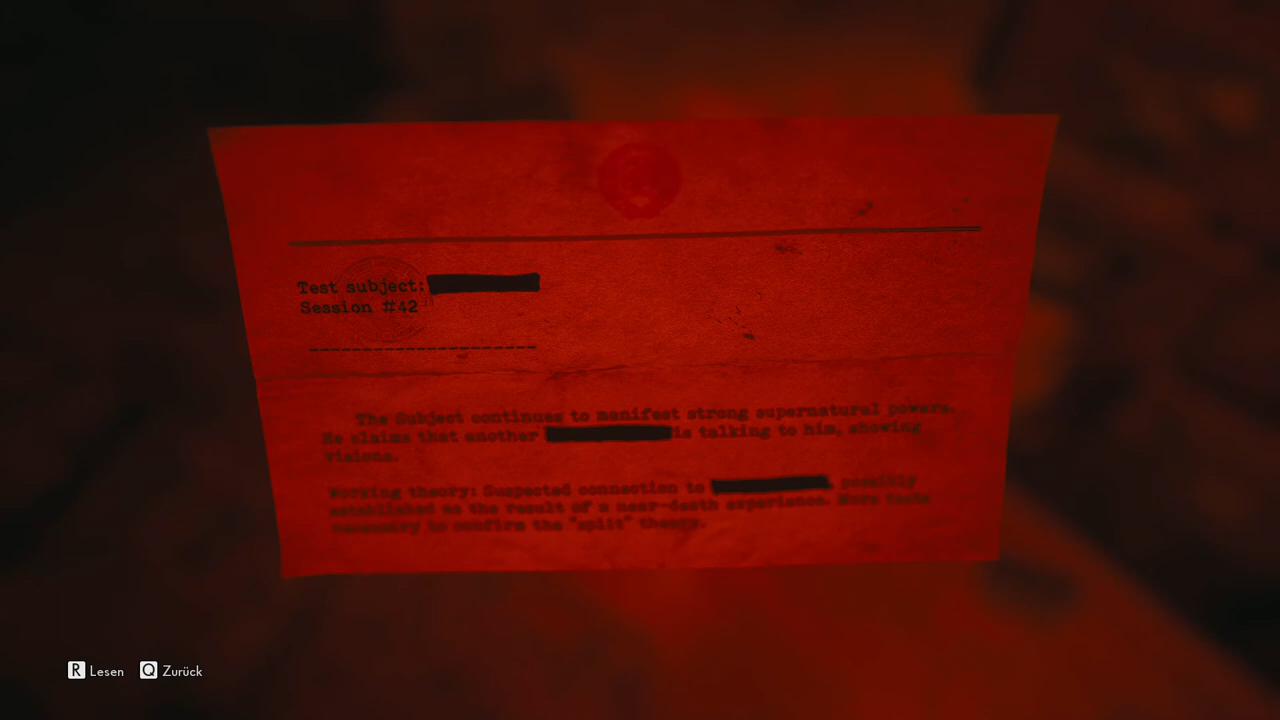 Test subject:
Session #42
The Subject continues to manifest strong supernatural powers.
He claims that another is talking to him, showing
visions.
Working theory: Suspected connection to , possibly
established as the result of a near-death experience. More tests
necessary to confirm the "split" theory.
R Lesen Q Zurück